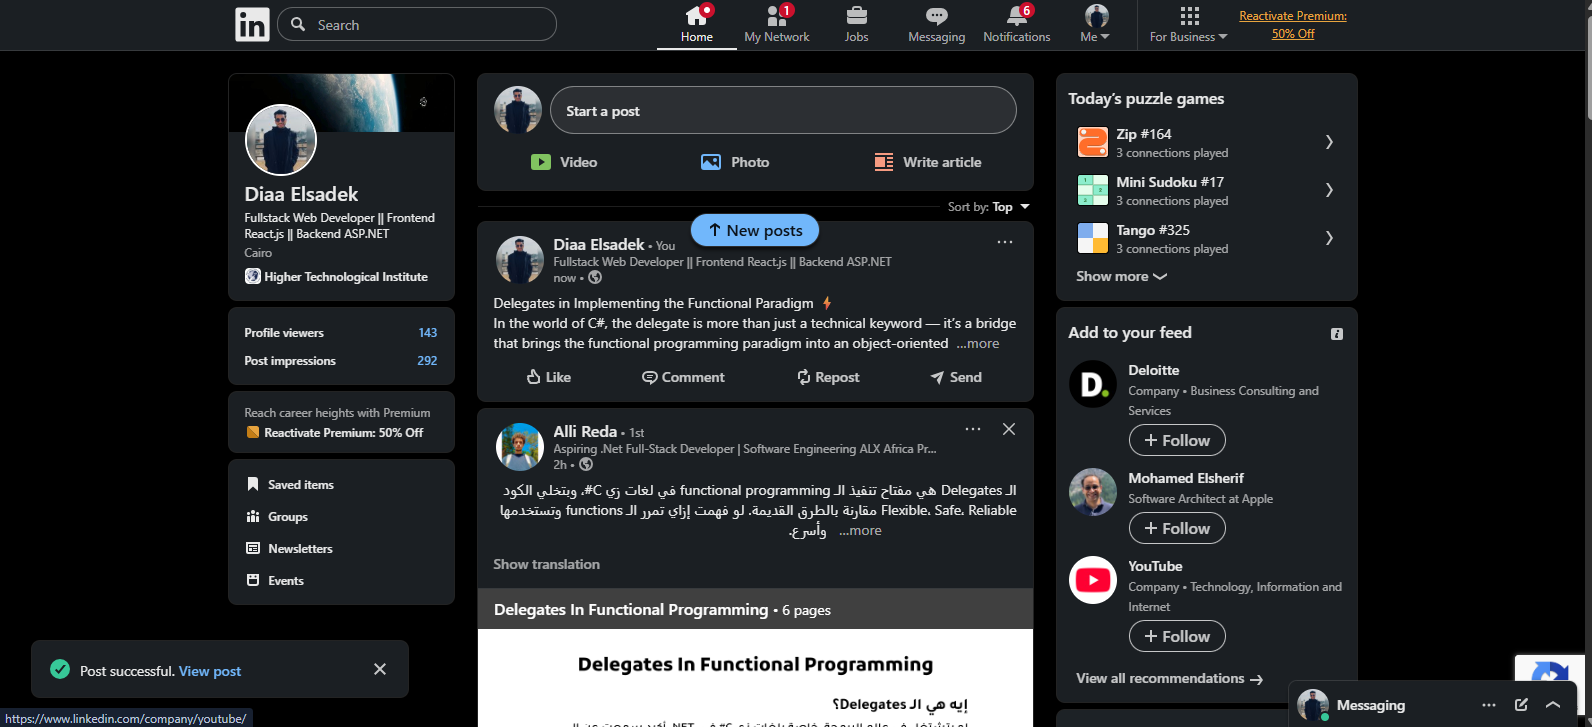 in
Search
Home
1
My Network
Jobs
Messaging
6
Notifications
Me
For Business
Reactivate Premium:
50% Off
Diaa Elsadek
Fullstack Web Developer || Frontend
React.js || Backend ASP.NET
Cairo
Higher Technological Institute
Profile viewers 143
Post impressions 292
Reach career heights with Premium
Reactivate Premium: 50% Off
Saved items
Groups
Newsletters
Events
Start a post
Video
Photo
Write article
Sort by: Top
↑ New posts
Diaa Elsadek • You
Fullstack Web Developer || Frontend React.js || Backend ASP.NET
now •
Delegates in Implementing the Functional Paradigm ⚡
In the world of C#, the delegate is more than just a technical keyword — it's a bridge
that brings the functional programming paradigm into an object-oriented …more
Like
Comment
Repost
Send
Alli Reda • 1st
Aspiring .Net Full-Stack Developer | Software Engineering ALX Africa Pr...
2h •
الـ Delegates هي مفتاح تنفيذ الـ functional programming في لغات زي C#، وبتخلي الكود
Flexible، Safe، Reliable مقارنة بالطرق القديمة. لو فهمت إزاي تمرر الـ functions وتستخدمها
وأسرع. …more
Show translation
Delegates In Functional Programming • 6 pages
Delegates In Functional Programming
إيه هي الـ Delegates؟
Today's puzzle games
Zip #164
3 connections played
Mini Sudoku #17
3 connections played
Tango #325
3 connections played
Show more
Add to your feed
D.
Deloitte
Company • Business Consulting and
Services
+ Follow
Mohamed Elsherif
Software Architect at Apple
+ Follow
YouTube
Company • Technology, Information and
Internet
+ Follow
View all recommendations →
Post successful. View post
https://www.linkedin.com/company/youtube/
Messaging